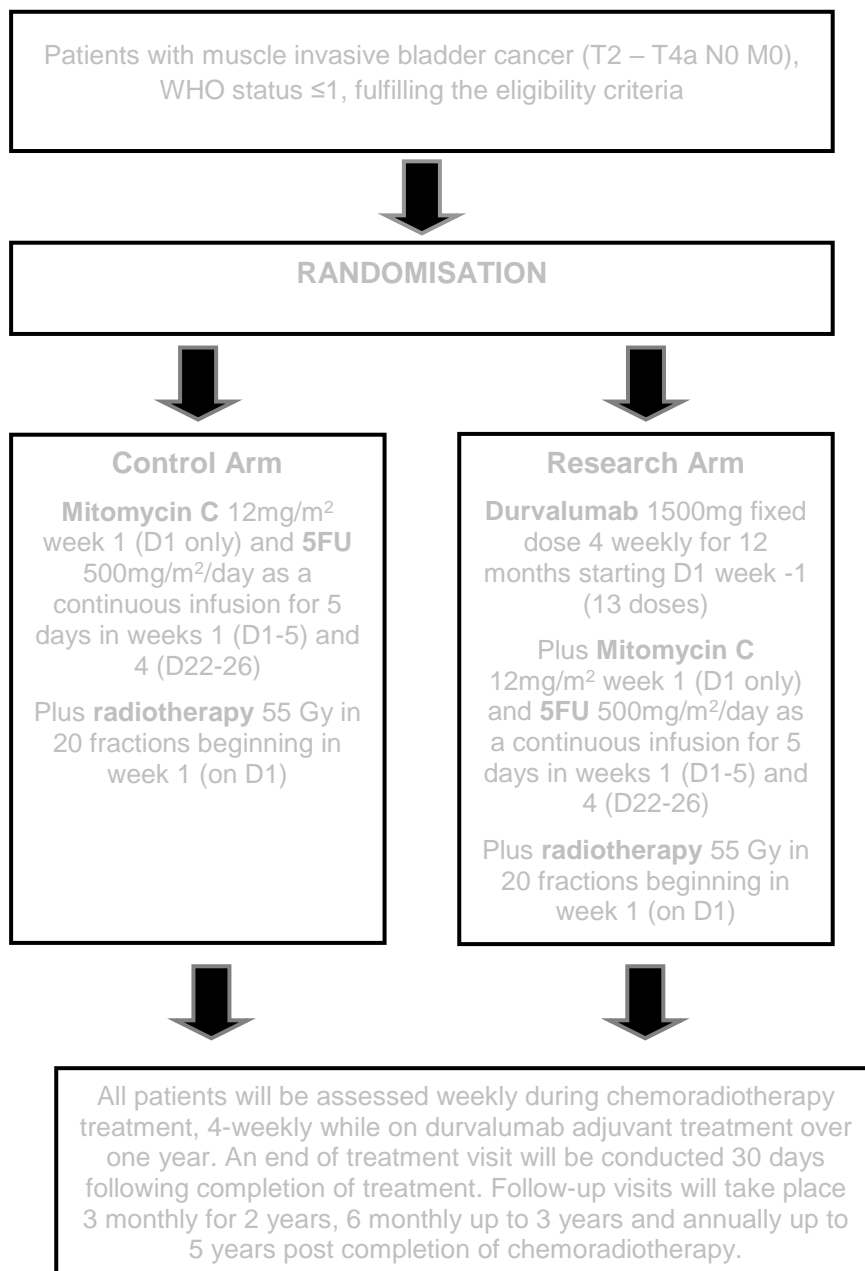 Patients with muscle invasive bladder cancer (T2 – T4a N0 M0),
WHO status ≤1, fulfilling the eligibility criteria
RANDOMISATION
Control Arm
Mitomycin C 12mg/m²
week 1 (D1 only) and 5FU
500mg/m²/day as a
continuous infusion for 5
days in weeks 1 (D1-5) and
4 (D22-26)
Plus radiotherapy 55 Gy in
20 fractions beginning in
week 1 (on D1)
Research Arm
Durvalumab 1500mg fixed
dose 4 weekly for 12
months starting D1 week -1
(13 doses)
Plus Mitomycin C
12mg/m² week 1 (D1 only)
and 5FU 500mg/m²/day as
a continuous infusion for 5
days in weeks 1 (D1-5) and
4 (D22-26)
Plus radiotherapy 55 Gy in
20 fractions beginning in
week 1 (on D1)
All patients will be assessed weekly during chemoradiotherapy
treatment, 4-weekly while on durvalumab adjuvant treatment over
one year. An end of treatment visit will be conducted 30 days
following completion of treatment. Follow-up visits will take place
3 monthly for 2 years, 6 monthly up to 3 years and annually up to
5 years post completion of chemoradiotherapy.